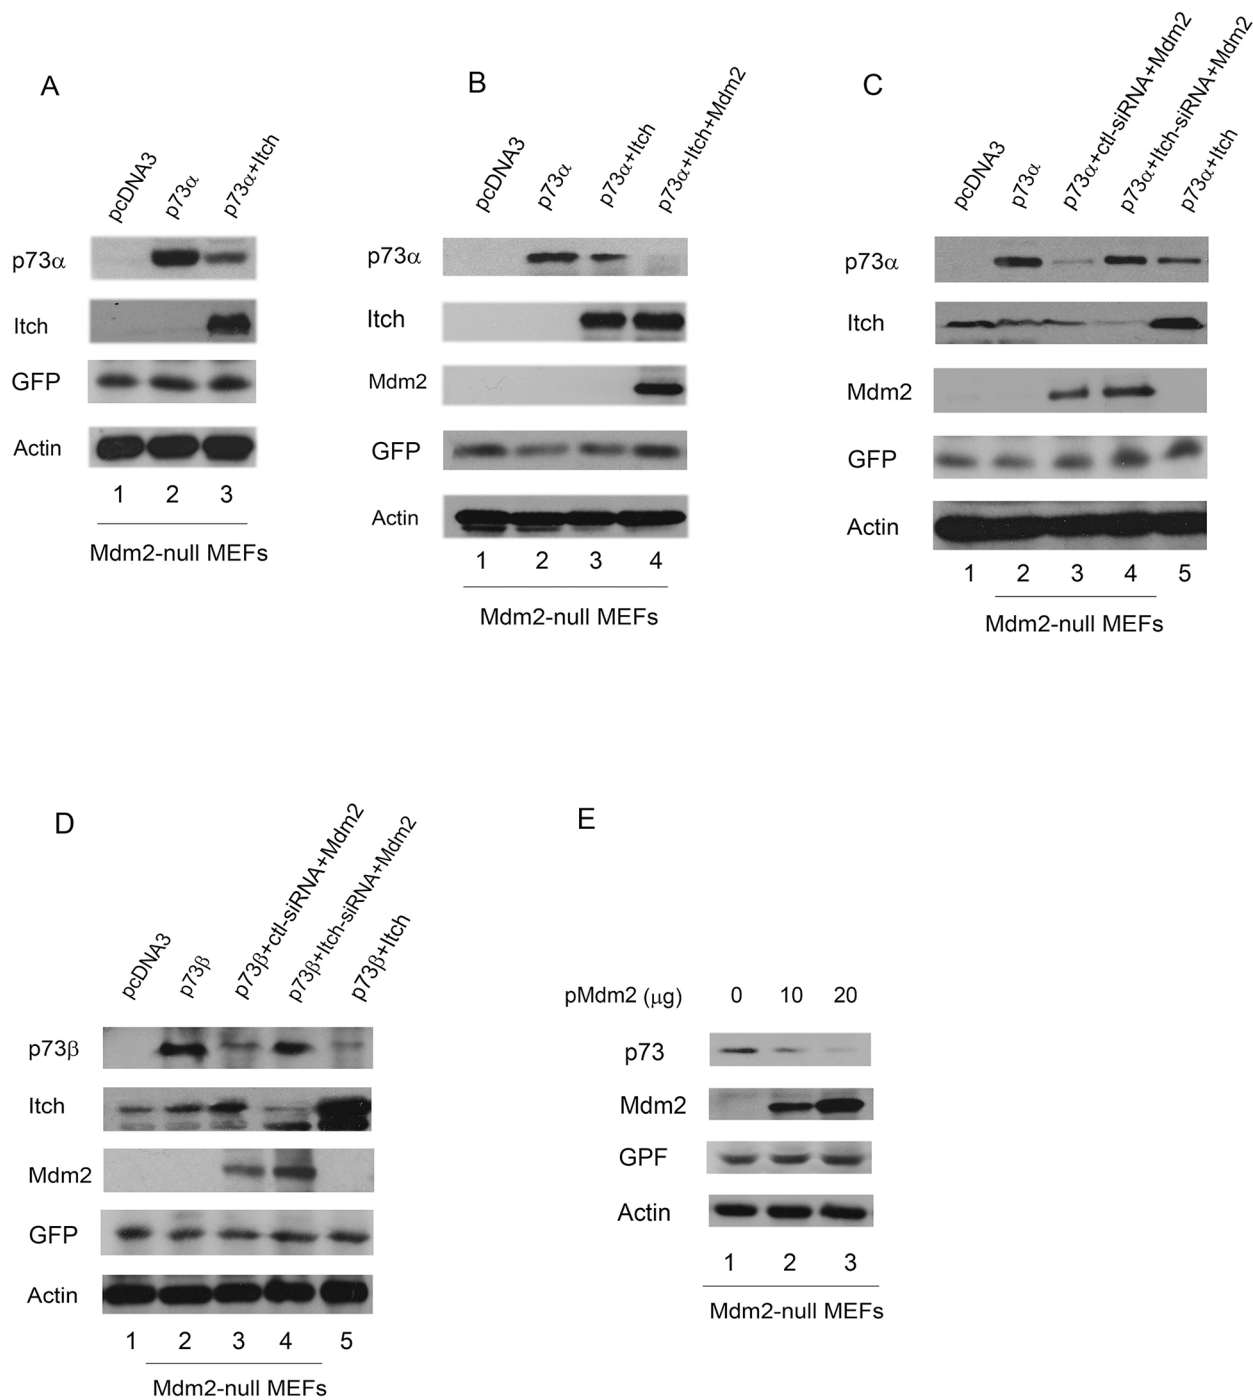 A
pcDNA3
p73α
p73α+Itch
p73α
Itch
GFP
Actin
1 2 3
Mdm2-null MEFs
B
pcDNA3
p73α
p73α+Itch
p73α+Itch+Mdm2
p73α
Itch
Mdm2
GFP
Actin
1 2 3 4
Mdm2-null MEFs
C
pcDNA3
p73α
p73α+ctl-siRNA+Mdm2
p73α+Itch-siRNA+Mdm2
p73α+Itch
p73α
Itch
Mdm2
GFP
Actin
1 2 3 4 5
Mdm2-null MEFs
D
pcDNA3
p73β
p73β+ctl-siRNA+Mdm2
p73β+Itch-siRNA+Mdm2
p73β+Itch
p73β
Itch
Mdm2
GFP
Actin
1 2 3 4 5
Mdm2-null MEFs
E
pMdm2 (μg) 0 10 20
p73
Mdm2
GPF
Actin
1 2 3
Mdm2-null MEFs